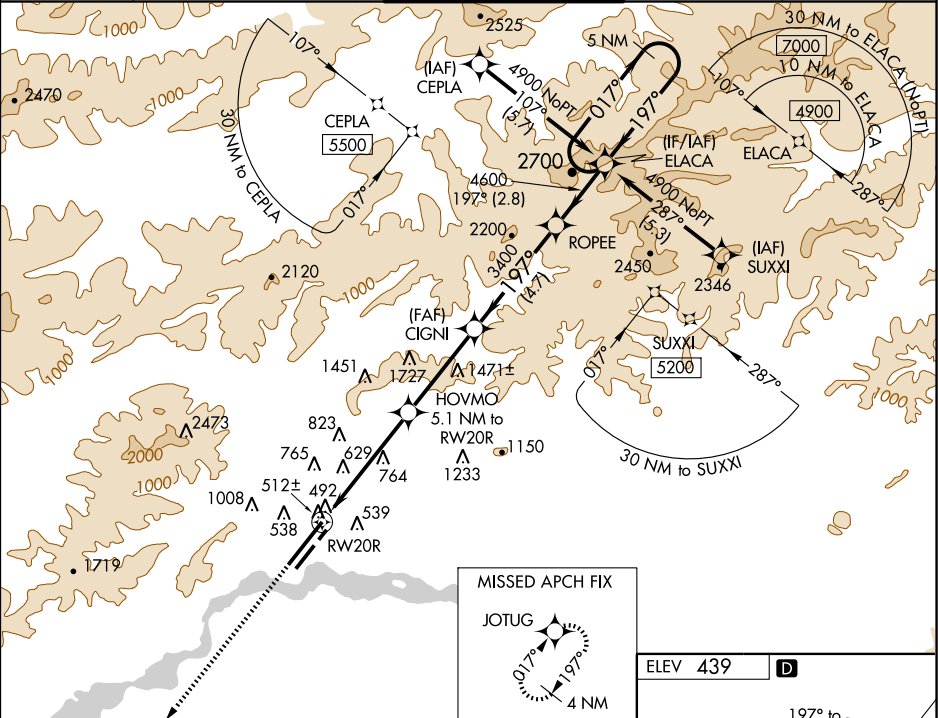 1000
2525
30 NM to ELACA (NoPT)
7000
10 NM to ELACA
4900
107°
ELACA
287°
107°
5 NM
(IAF)
CEPLA
4900 NoPT
107°
(5.7)
017°
197°
2470
1000
CEPLA
5500
30 NM to CEPLA
017°
2700
(IF/IAF)
ELACA
4600
197° (2.8)
4900 NoPT
287°
(5.3)
2200
ROPEE
3400
197°
(4.7)
2450
(IAF)
SUXXI
2346
2120
1000
(FAF)
CIGNI
017°
SUXXI
5200
287°
30 NM to SUXXI
1000
1000
1451
1727
1471±
HOVMO
5.1 NM to
RW20R
2473
2000
1000
823
765
629
764
1233
1150
1008
512±
492
538
539
RW20R
1719
MISSED APCH FIX
JOTUG
017°
197°
4 NM
ELEV 439
D
197° to